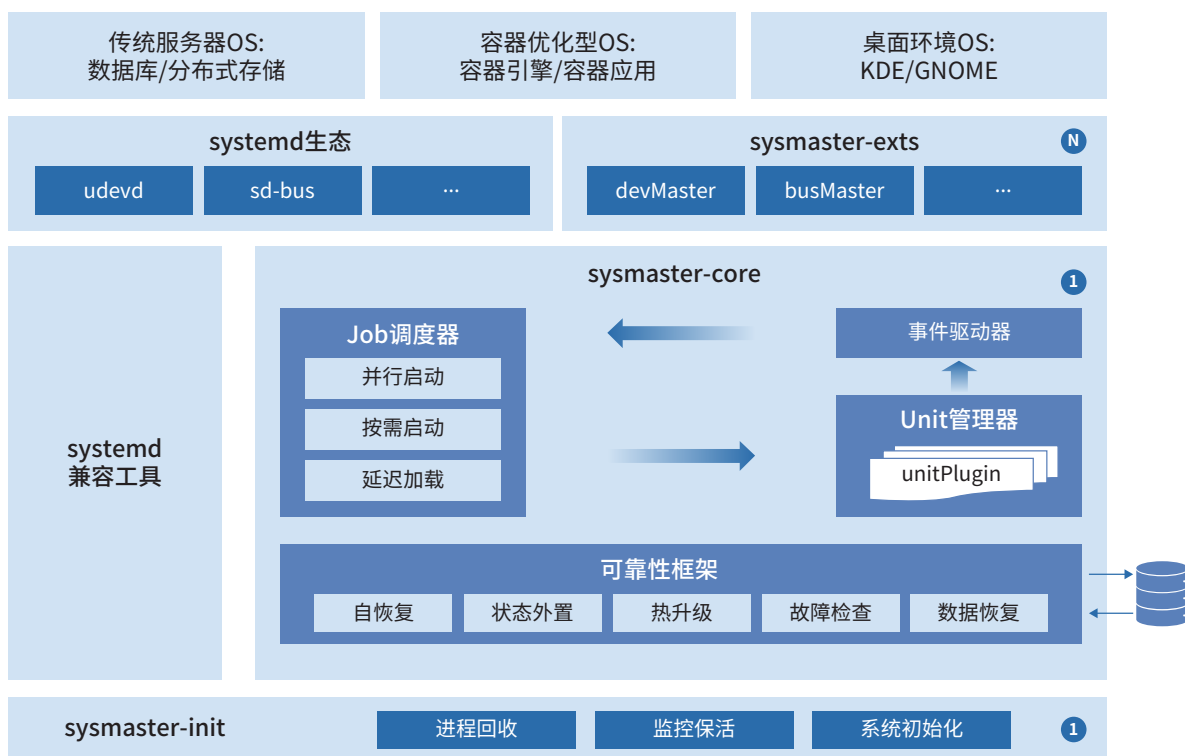 传统服务器OS:
数据库/分布式存储
容器优化型OS:
容器引擎/容器应用
桌面环境OS:
KDE/GNOME
systemd生态
udevd
sd-bus
···
sysmaster-exts
N
devMaster
busMaster
···
systemd
兼容工具
sysmaster-core
1
Job调度器
并行启动
按需启动
延迟加载
事件驱动器
Unit管理器
unitPlugin
可靠性框架
自恢复
状态外置
热升级
故障检查
数据恢复
sysmaster-init
进程回收
监控保活
系统初始化
1